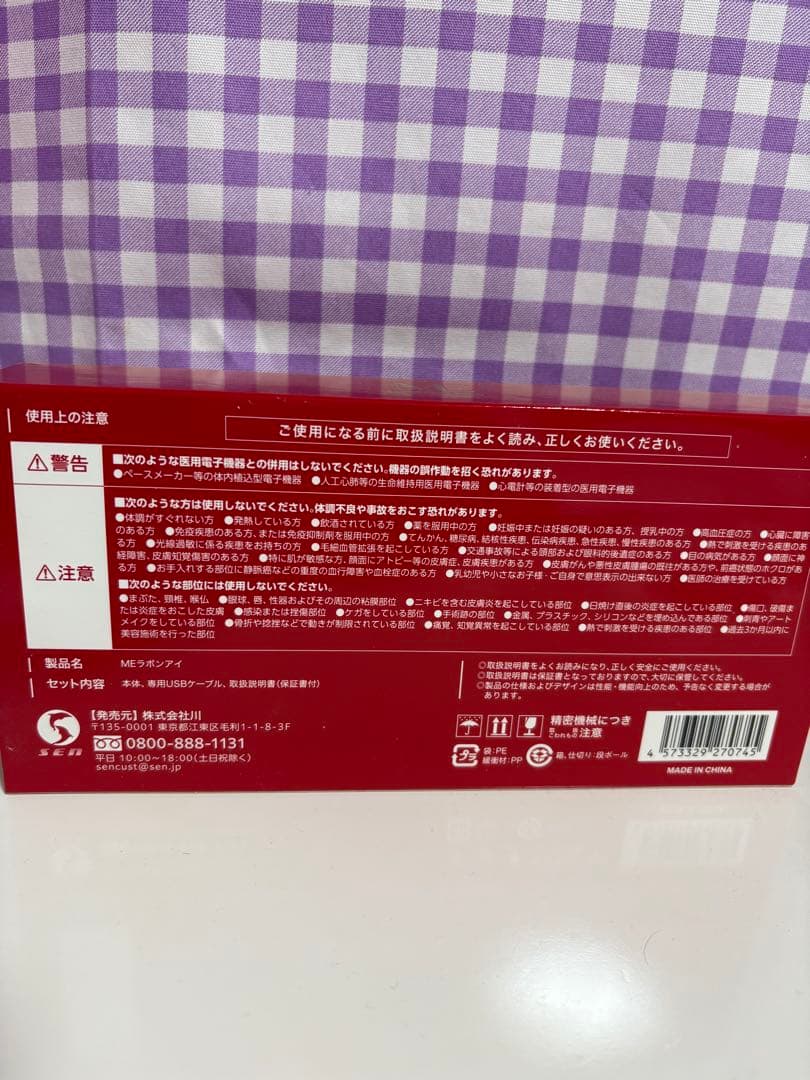 使用上の注意
ご使用になる前に取扱説明書をよく読み、正しくお使いください。
⚠警告
■次のような医用電子機器との併用はしないでください。機器の誤作動を招く恐れがあります。
●ペースメーカー等の体内植込型電子機器 ●人工心肺等の生命維持用医用電子機器 ●心電計等の装着型の医用電子機器
⚠注意
■次のような方は使用しないでください。体調不良や事故をおこす恐れがあります。
●体調がすぐれない方 ●発熱している方 ●飲酒されている方 ●薬を服用中の方 ●妊娠中または妊娠の疑いのある方、授乳中の方 ●高血圧症の方 ●心臓に障害
のある方 ●免疫疾患のある方、または免疫抑制剤を服用中の方 ●てんかん、糖尿病、結核性疾患、伝染病疾患、急性疾患、慢性疾患のある方 ●熱で刺激を受ける疾患のあ
る方 ●光線過敏に係る疾患をお持ちの方 ●毛細血管拡張を起こしている方 ●交通事故等による頭部および眼科的後遺症のある方 ●目の病気がある方 ●顔面に神
経障害、皮膚知覚傷害のある方 ●特に肌が敏感な方、顔面にアトピー等の皮膚症、皮膚疾患がある方 ●皮膚がんや悪性皮膚腫瘍の既往がある方や、前癌状態のホクロがあ
る方 ●お手入れする部位に静脈癌などの重度の血行障害や血栓症のある方 ●乳幼児や小さなお子様・ご自身で意思表示の出来ない方 ●医師の治療を受けている方
■次のような部位には使用しないでください。
●まぶた、頸椎、喉仏 ●眼球、唇、性器およびその周辺の粘膜部位 ●ニキビを含む皮膚炎を起こしている部位 ●日焼け直後の炎症を起こしている部位 ●傷口、腫瘍ま
たは炎症をおこした皮膚 ●感染または挫傷部位 ●ケガをしている部位 ●手術跡の部位 ●金属、プラスチック、シリコンなどを埋め込んである部位 ●刺青やアート
メイクをしている部位 ●骨折や捻挫などで動きが制限されている部位 ●痛覚、知覚異常を起こしている部位 ●熱で刺激を受ける疾患のある部位 ●過去3か月以内に
美容施術を行った部位
製品名 MEラボンアイ
セット内容 本体、専用USBケーブル、取扱説明書(保証書付)
◎取扱説明書をよくお読みになり、正しく安全にご使用ください。
◎取扱説明書は保証書となっておりますので、大切に保管してください。
◎製品の仕様およびデザインは性能・機能向上のため、予告なく変更する場合が
あります。
SEN
【発売元】株式会社川
〒135-0001 東京都江東区毛利1-1-8-3F
0800-888-1131
平日 10:00~18:00(土日祝除く)
sencust@sen.jp
精密機械につき
取扱注意
こわれもの
プラ
袋:PE
緩衝材:PP
箱、仕切り:段ボール
4 573329 270745
MADE IN CHINA